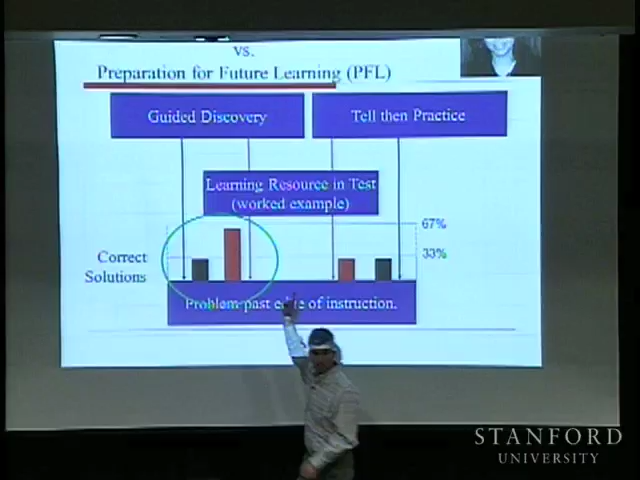 vs.
Preparation for Future Learning (PFL)
Guided Discovery
Tell then Practice
Learning Resource in Test
(worked example)
67%
33%
Correct
Solutions
Problem past edge of instruction.
STANFORD
UNIVERSITY